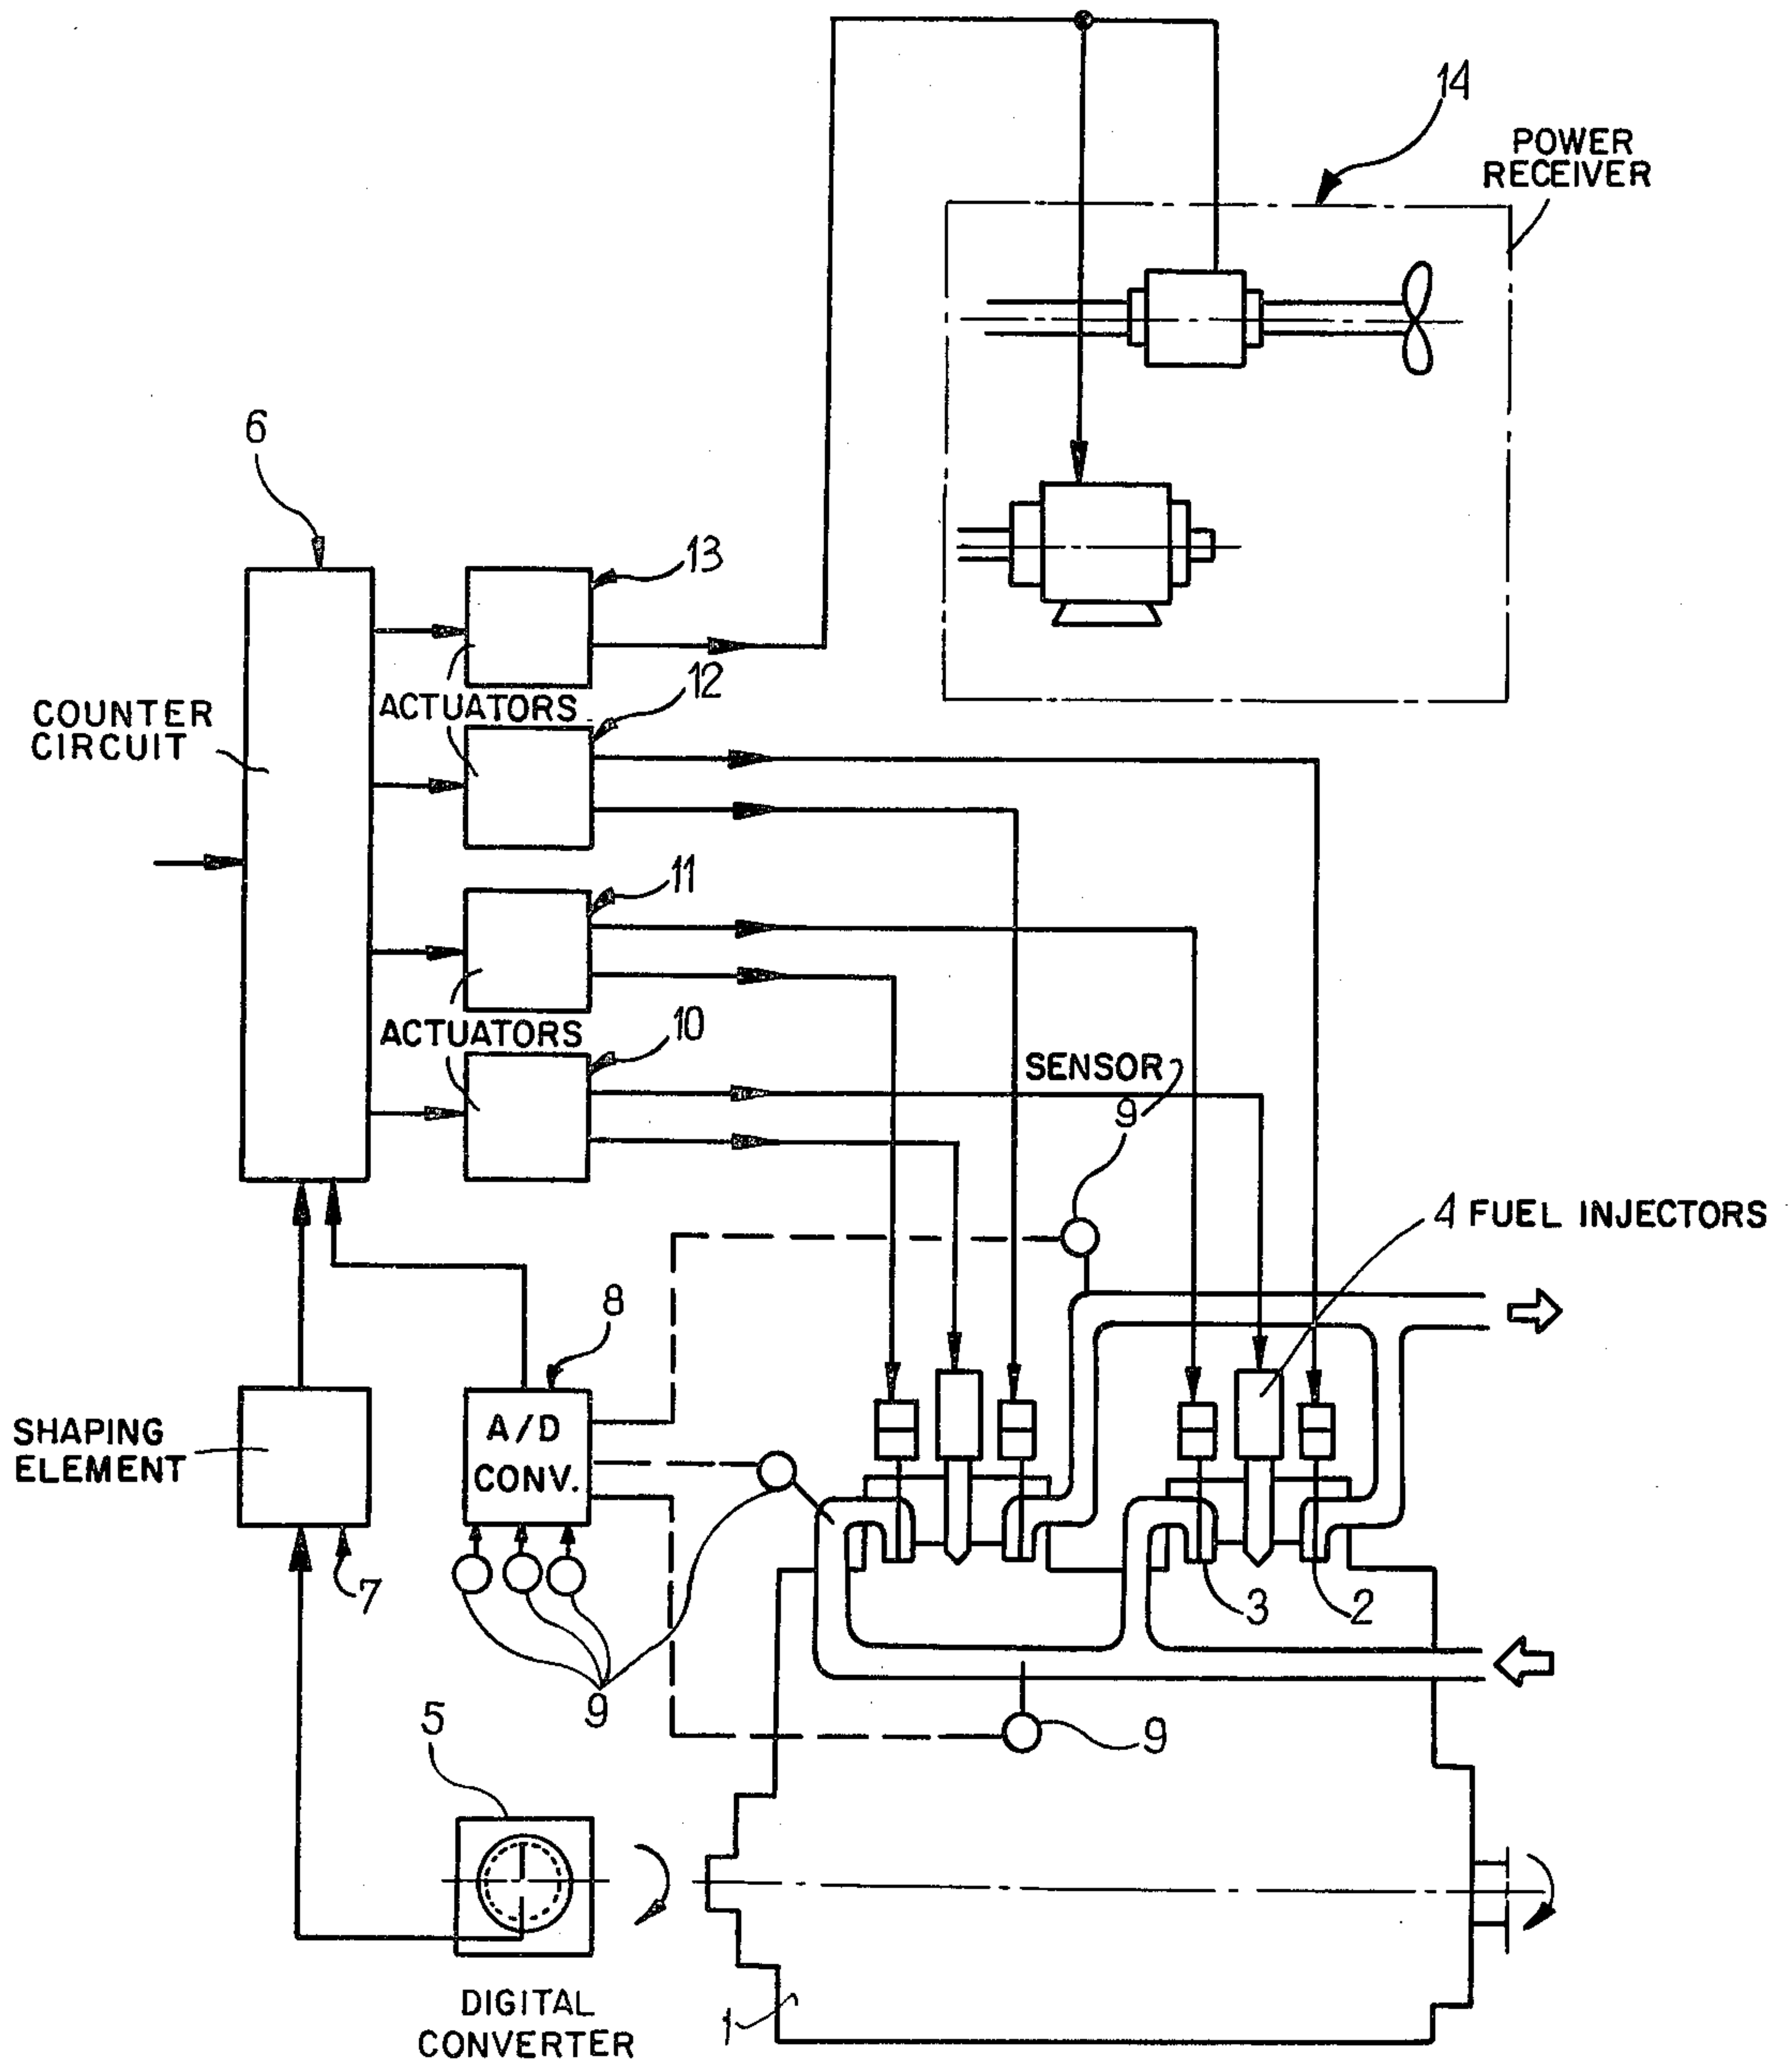 14
POWER
RECEIVER
6
13
ACTUATORS
12
COUNTER
CIRCUIT
11
ACTUATORS
10
SENSOR
9
4 FUEL INJECTORS
8
SHAPING
ELEMENT
A/D
CONV.
7
3
2
9
9
5
1
DIGITAL
CONVERTER